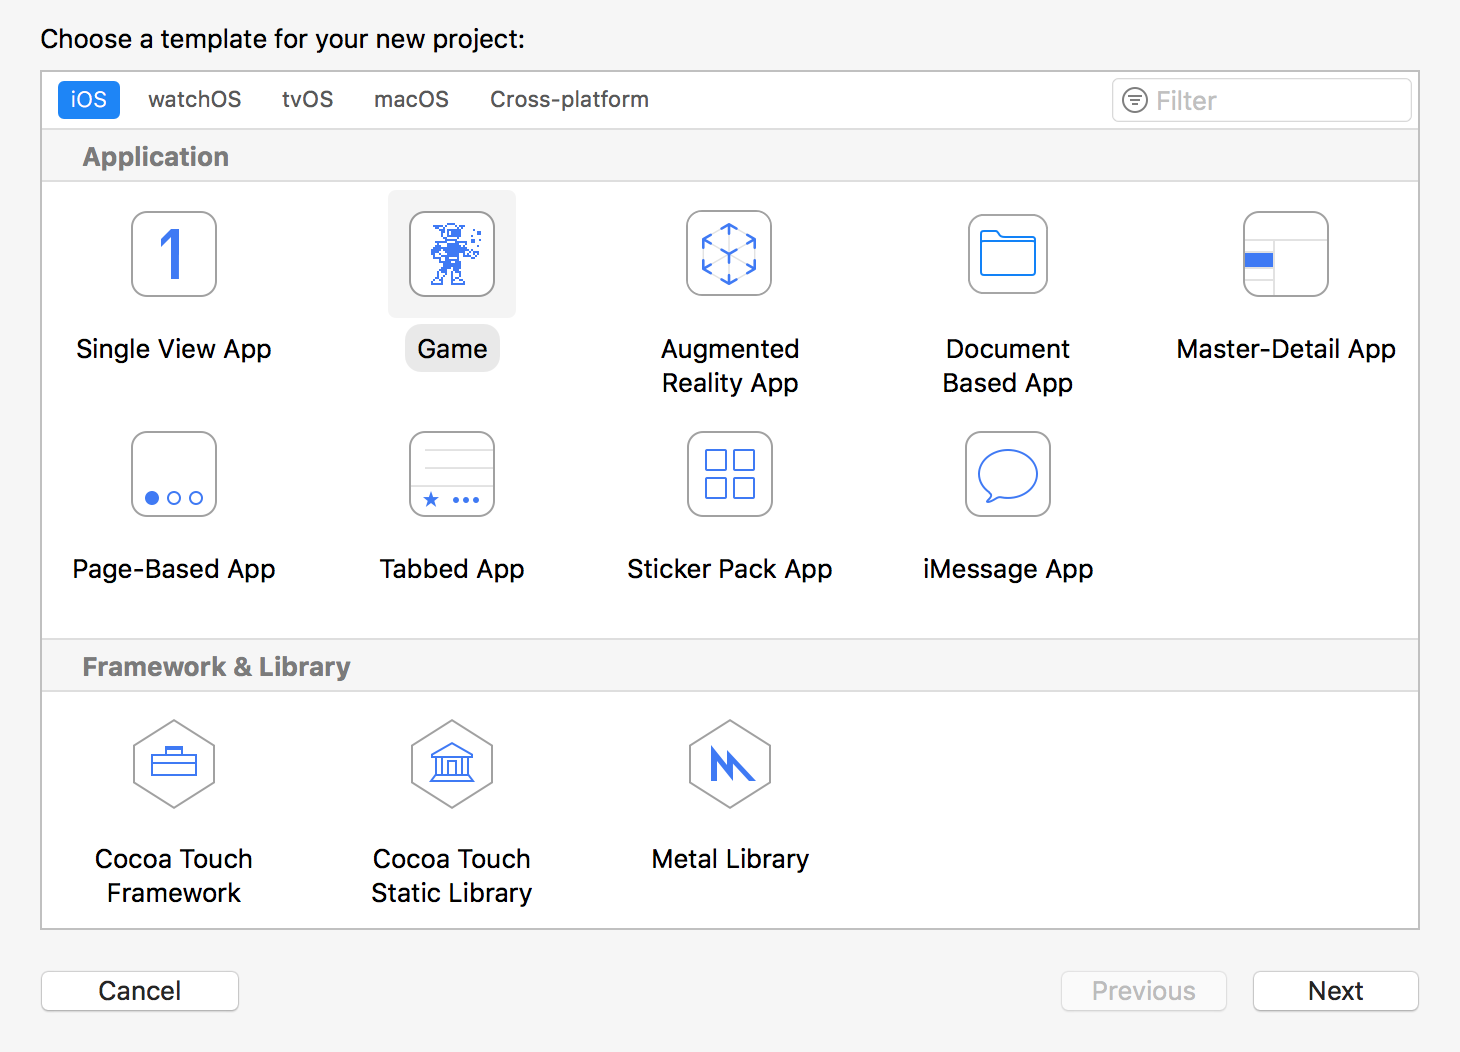 Choose a template for your new project:
iOS watchOS tvOS macOS Cross-platform Filter
Application
1
Single View App Game Augmented Document Master-Detail App
Reality App Based App
Page-Based App Tabbed App Sticker Pack App iMessage App
Framework & Library
Cocoa Touch Cocoa Touch Metal Library
Framework Static Library
Cancel Previous Next